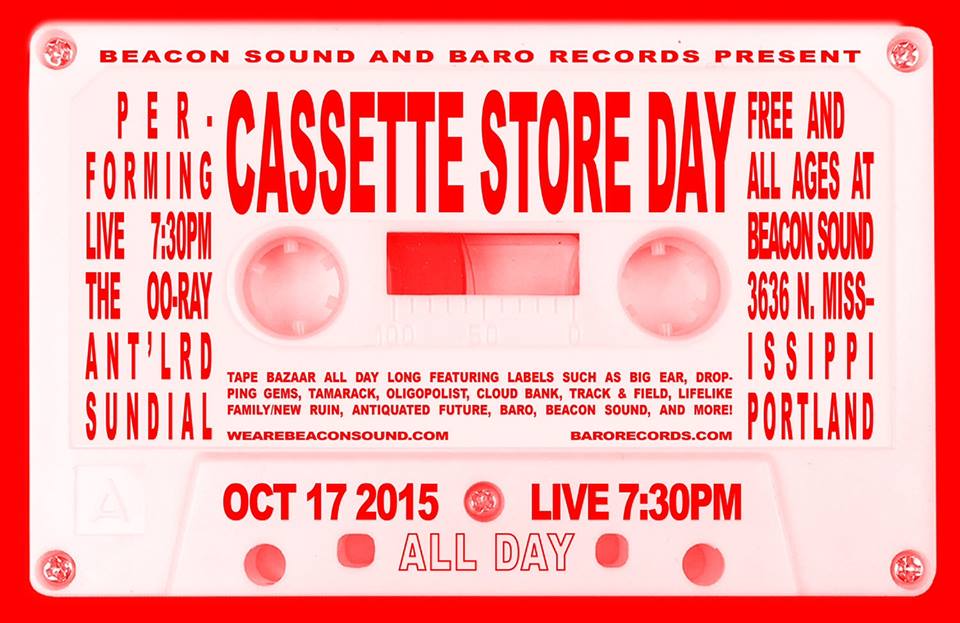 BEACON SOUND AND BARO RECORDS PRESENT
PER-
FORMING
LIVE 7:30PM
THE OO-RAY
ANT'LRD
SUNDIAL
CASSETTE STORE DAY
FREE AND
ALL AGES AT
BEACON SOUND
3636 N. MISS-
ISSIPPI
PORTLAND
100 50 0
TAPE BAZAAR ALL DAY LONG FEATURING LABELS SUCH AS BIG EAR, DROP-
PING GEMS, TAMARACK, OLIGOPOLIST, CLOUD BANK, TRACK & FIELD, LIFELIKE
FAMILY/NEW RUIN, ANTIQUATED FUTURE, BARO, BEACON SOUND, AND MORE!
WEAREBEACONSOUND.COM BARORECORDS.COM
A
OCT 17 2015 LIVE 7:30PM
ALL DAY